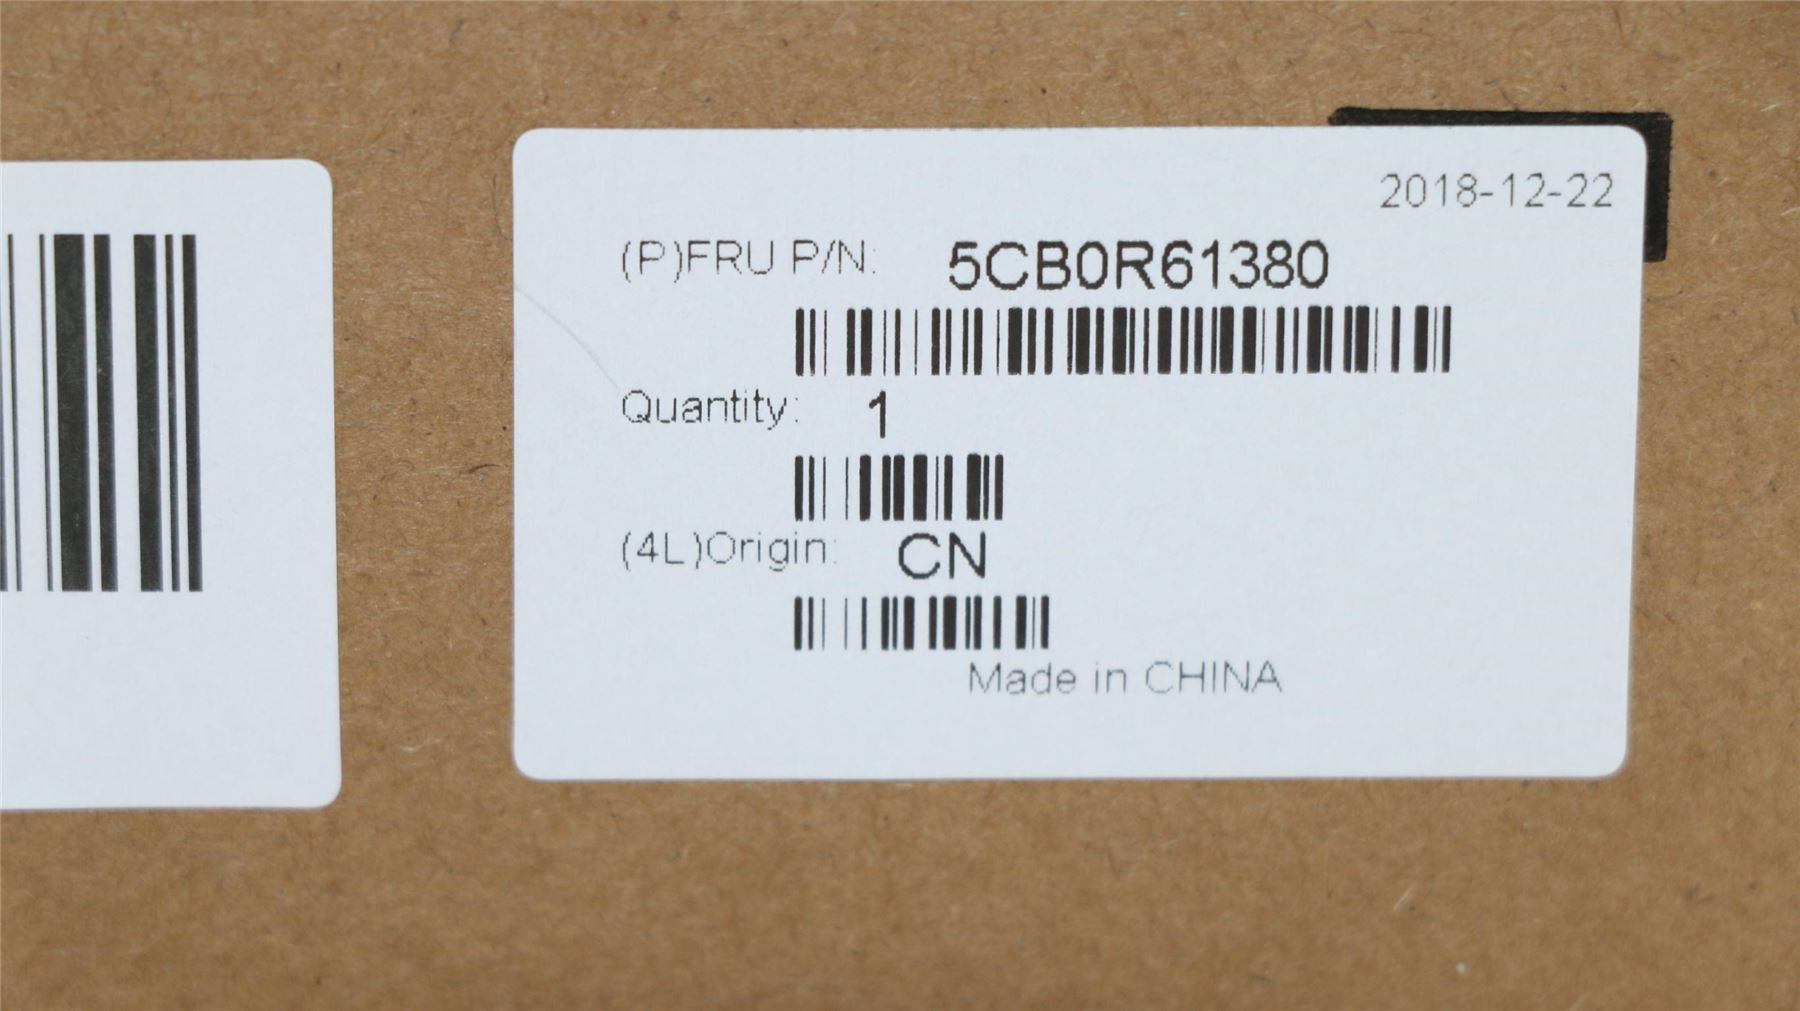 2018-12-22
(P)FRU P/N: 5CB0R61380
Quantity: 1
(4L)Origin: CN
Made in CHINA